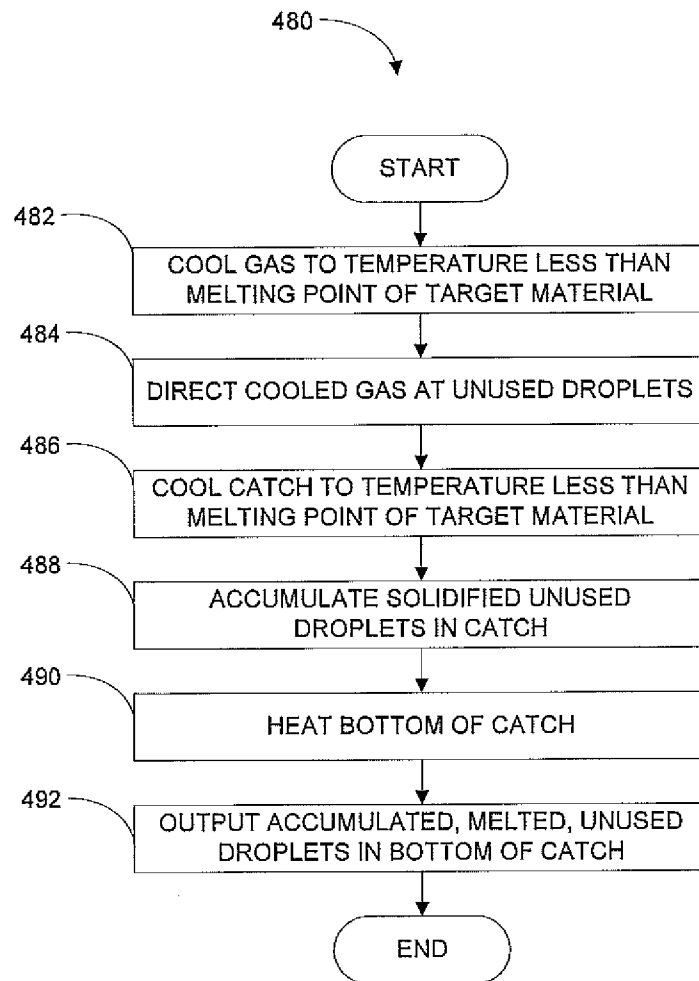 480
START
482
COOL GAS TO TEMPERATURE LESS THAN
MELTING POINT OF TARGET MATERIAL
484
DIRECT COOLED GAS AT UNUSED DROPLETS
486
COOL CATCH TO TEMPERATURE LESS THAN
MELTING POINT OF TARGET MATERIAL
488
ACCUMULATE SOLIDIFIED UNUSED
DROPLETS IN CATCH
490
HEAT BOTTOM OF CATCH
492
OUTPUT ACCUMULATED, MELTED, UNUSED
DROPLETS IN BOTTOM OF CATCH
END